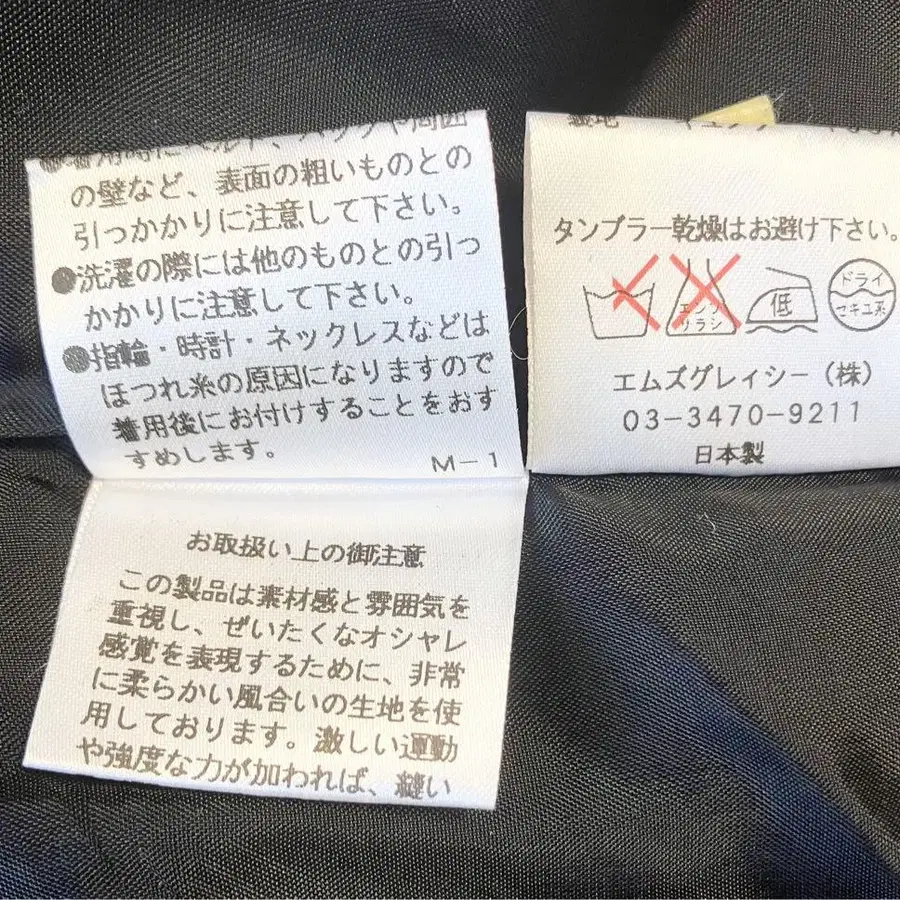 の壁など、表面の粗いものとの
引っかかりに注意して下さい。
●洗濯の際には他のものとの引っ
かかりに注意して下さい。
●指輪・時計・ネックレスなどは
ほつれ糸の原因になりますので
着用後にお付けすることをおす
すめします。
M-1
お取扱い上の御注意
この製品は素材感と雰囲気を
重視し、ぜいたくなオシャレ
感覚を表現するために、非常
に柔らかい風合いの生地を使
用しております。激しい運動
や強度な力が加われば、縫い
タンブラー乾燥はお避け下さい。
エンソ
サラシ
低
ドライ
セキユ系
エムズグレイシー(株)
03-3470-9211
日本製